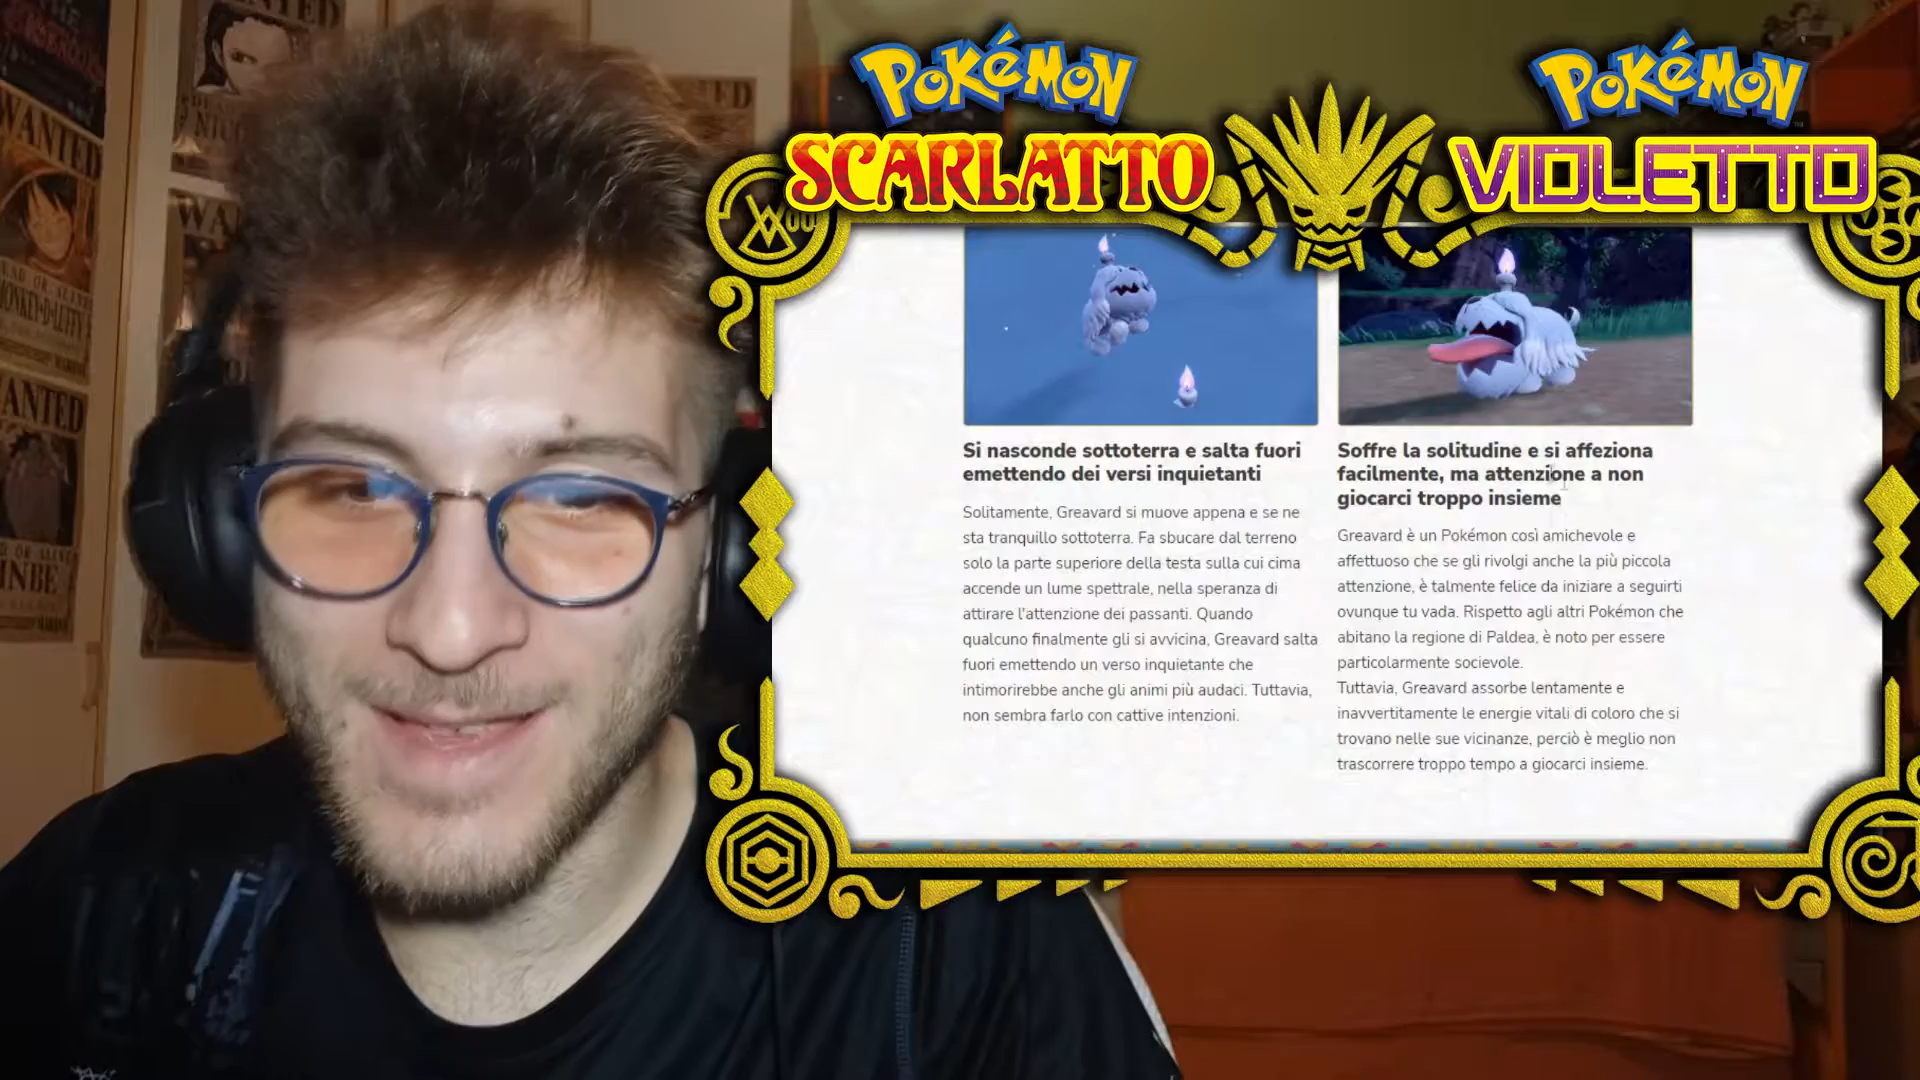 WANTED
DEAD OR ALIVE
MONKEY•D•LUFFY
WANTED
POKéMON
SCARLATTO
POKéMON
VIOLETTO
Si nasconde sottoterra e salta fuori
emettendo dei versi inquietanti
Solitamente, Greavard si muove appena e se ne
sta tranquillo sottoterra. Fa sbucare dal terreno
solo la parte superiore della testa sulla cui cima
accende un lume spettrale, nella speranza di
attirare l'attenzione dei passanti. Quando
qualcuno finalmente gli si avvicina, Greavard salta
fuori emettendo un verso inquietante che
intimorirebbe anche gli animi più audaci. Tuttavia,
non sembra farlo con cattive intenzioni.
Soffre la solitudine e si affeziona
facilmente, ma attenzione a non
giocarci troppo insieme
Greavard è un Pokémon così amichevole e
affettuoso che se gli rivolgi anche la più piccola
attenzione, è talmente felice da iniziare a seguirti
ovunque tu vada. Rispetto agli altri Pokémon che
abitano la regione di Paldea, è noto per essere
particolarmente socievole.
Tuttavia, Greavard assorbe lentamente e
inavvertitamente le energie vitali di coloro che si
trovano nelle sue vicinanze, perciò è meglio non
trascorrere troppo tempo a giocarci insieme.